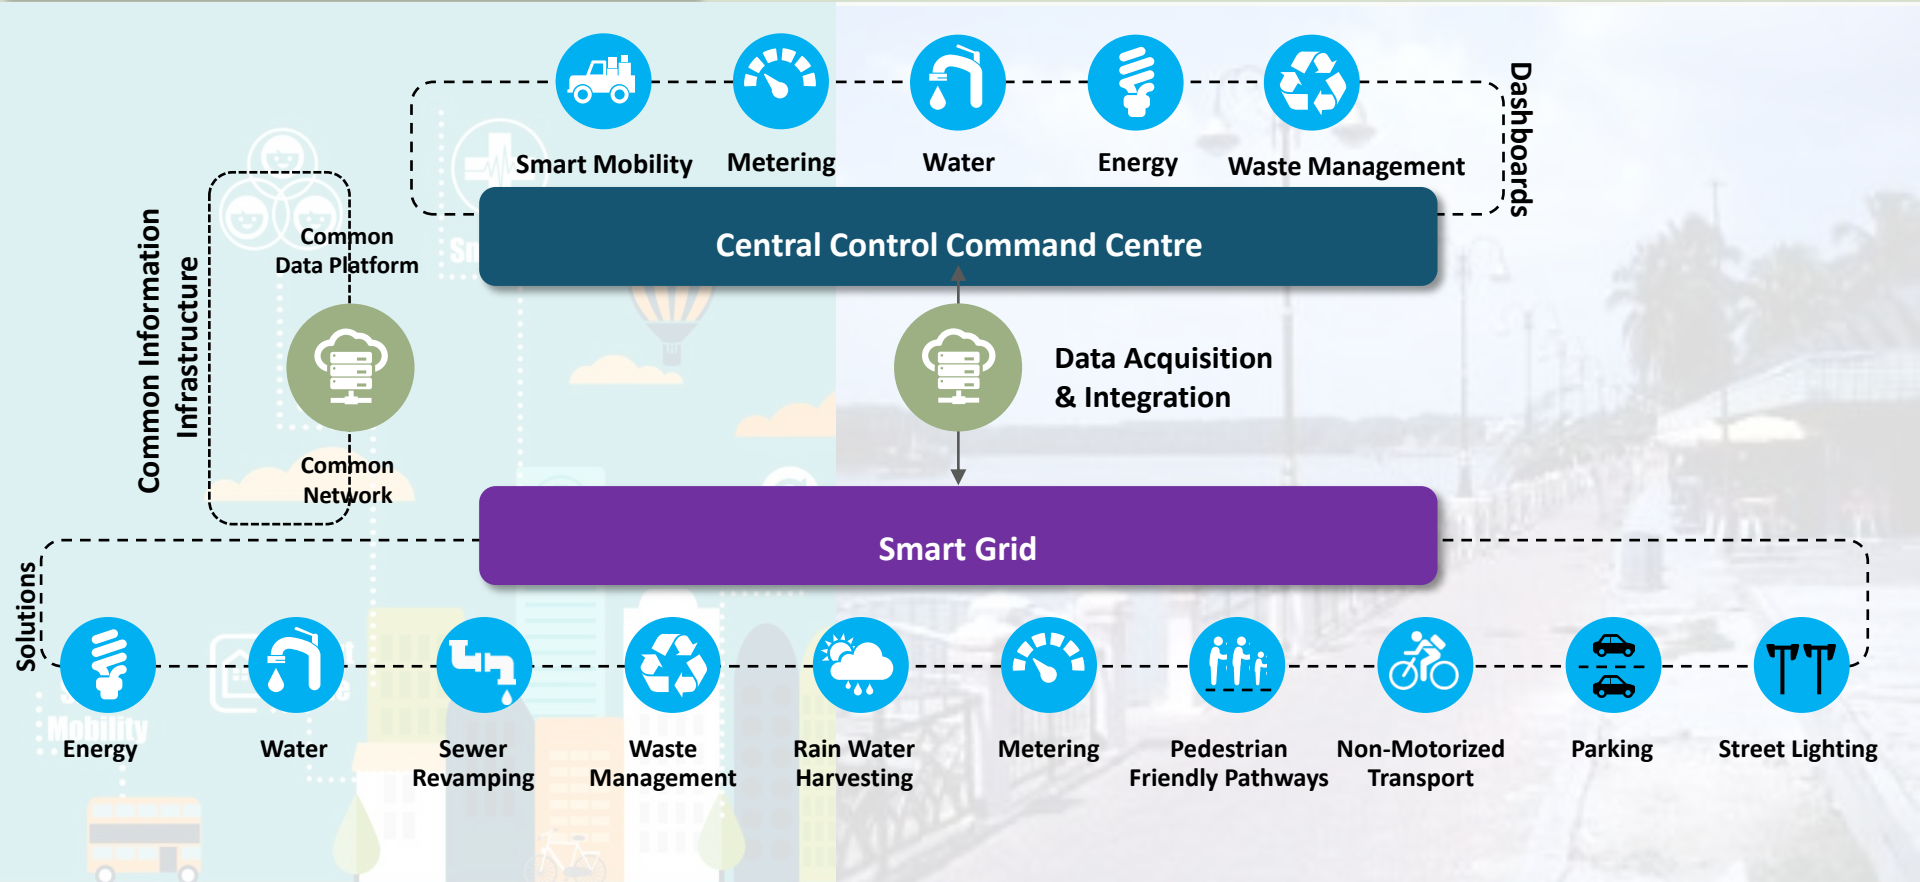 Smart Mobility
Metering
Water
Energy
Waste Management
Dashboards
Central Control Command Centre
Common Information
Infrastructure
Common
Data Platform
Common
Network
Data Acquisition
& Integration
Smart Grid
Solutions
Energy
Water
Sewer
Revamping
Waste
Management
Rain Water
Harvesting
Metering
Pedestrian
Friendly Pathways
Non-Motorized
Transport
Parking
Street Lighting
Mobility